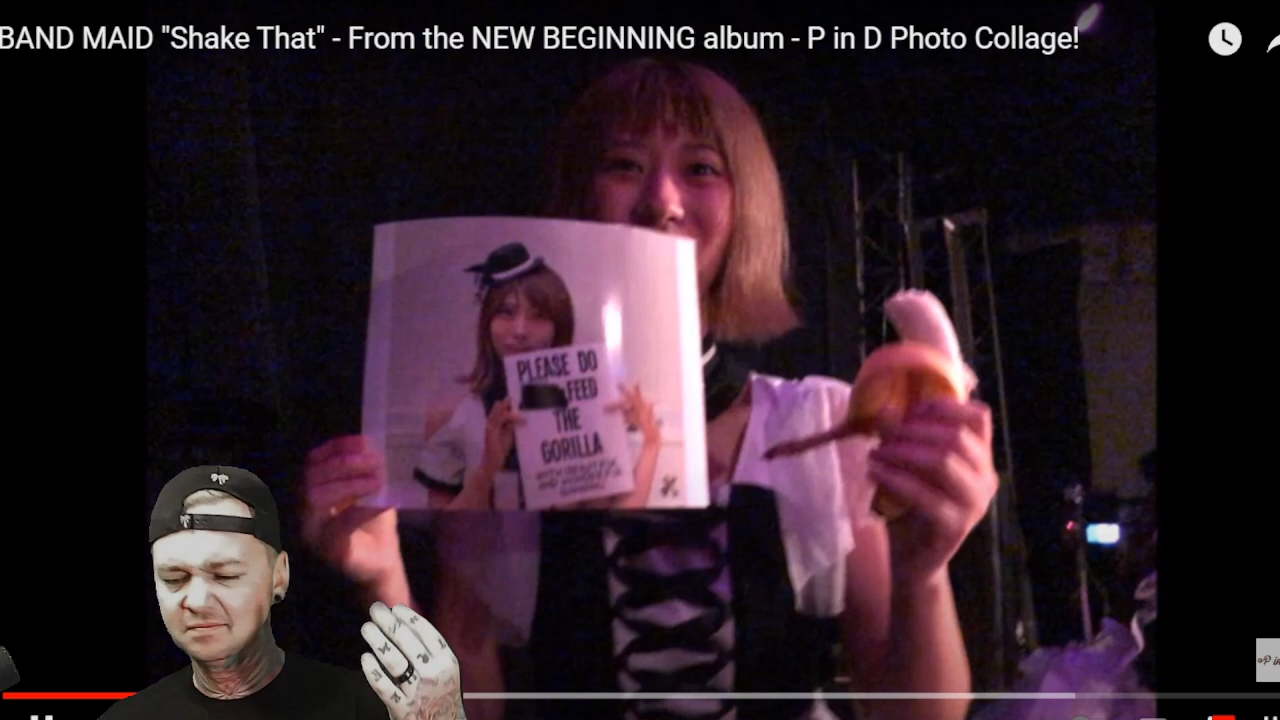 BAND MAID "Shake That" - From the NEW BEGINNING album - P in D Photo Collage!
PLEASE DO
FEED
THE
GORILLA